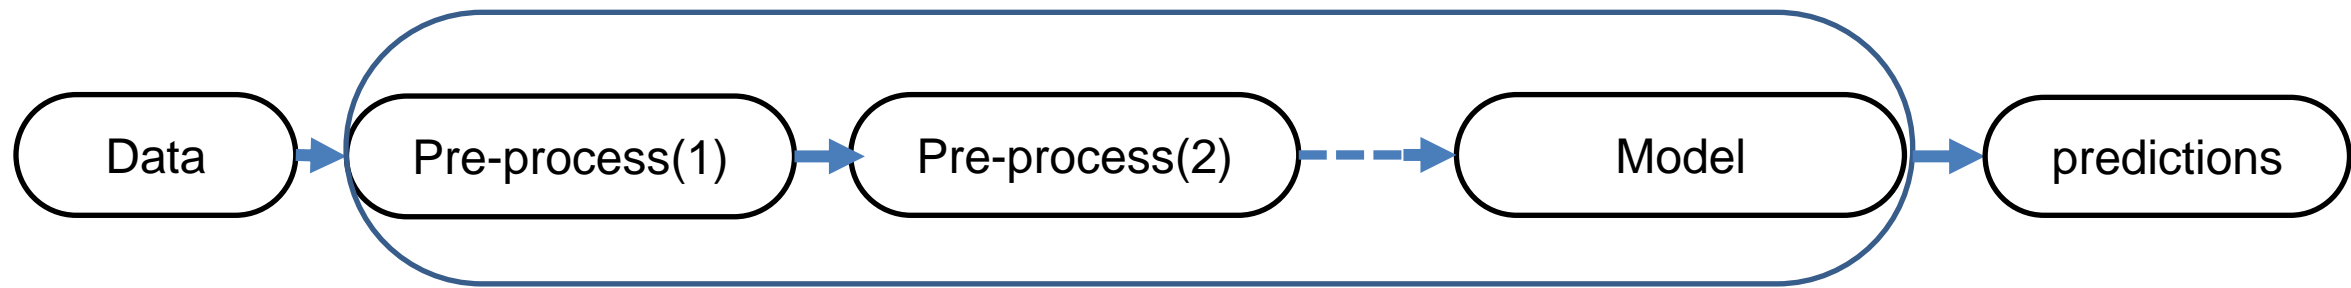 Data
Pre-process(1)
Pre-process(2)
Model
predictions